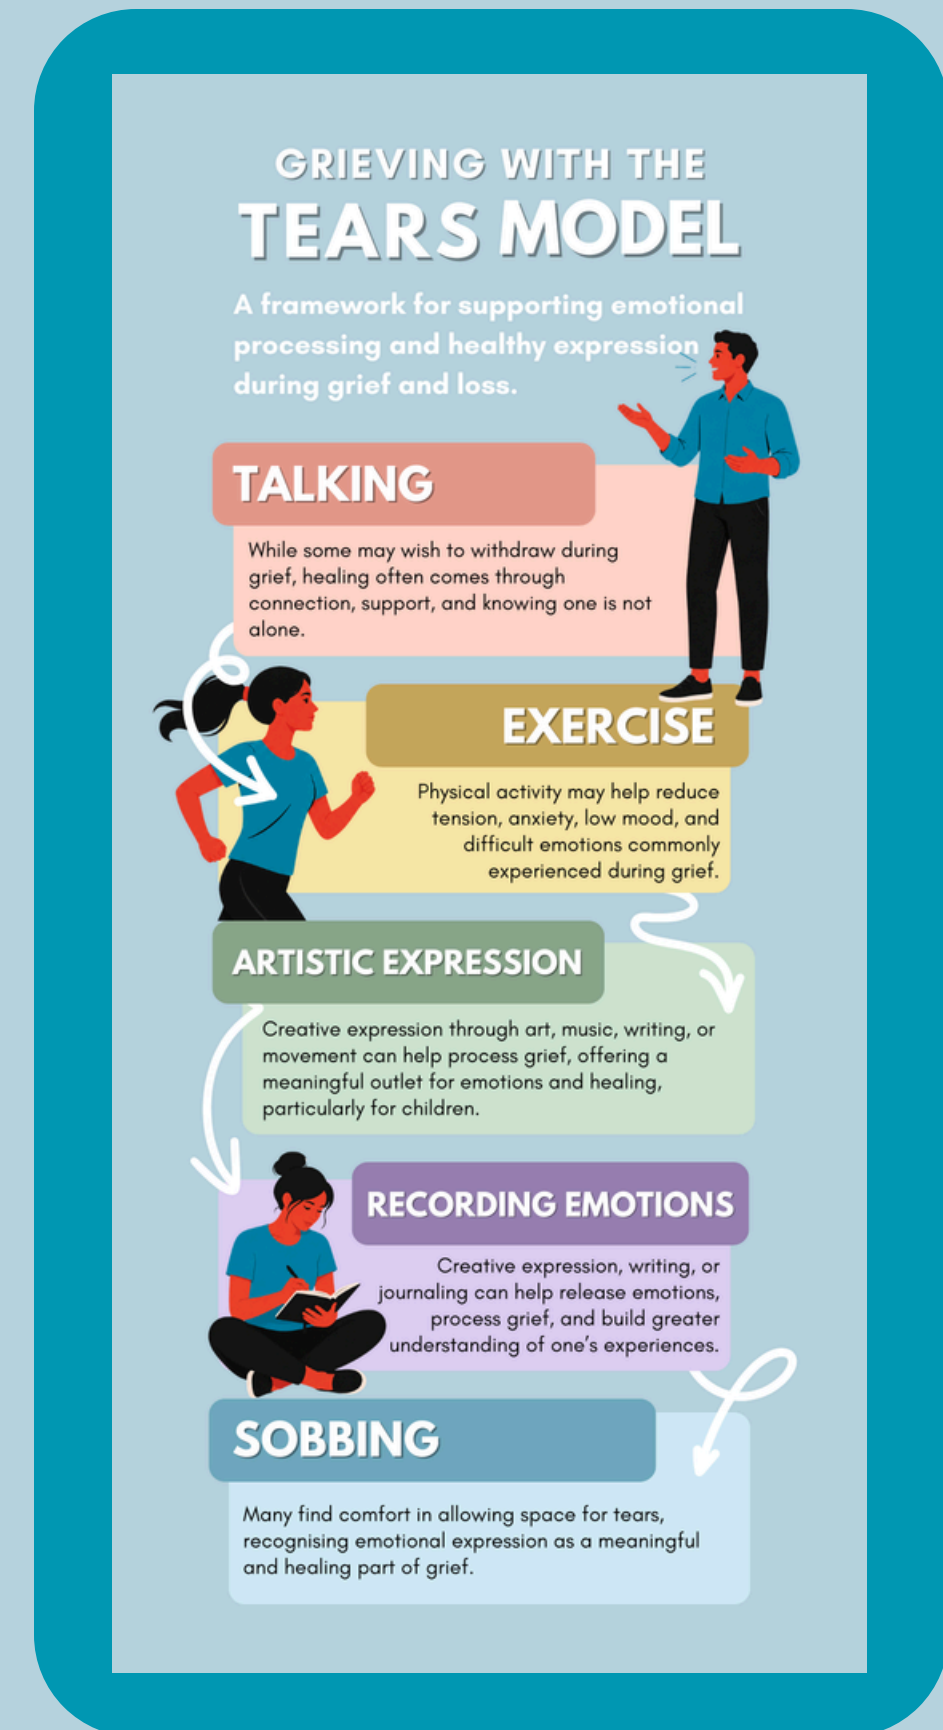 GRIEVING WITH THE
TEARS MODEL
A framework for supporting emotional
processing and healthy expression
during grief and loss.
TALKING
While some may wish to withdraw during
grief, healing often comes through
connection, support, and knowing one is not
alone.
EXERCISE
Physical activity may help reduce
tension, anxiety, low mood, and
difficult emotions commonly
experienced during grief.
ARTISTIC EXPRESSION
Creative expression through art, music, writing, or
movement can help process grief, offering a
meaningful outlet for emotions and healing,
particularly for children.
RECORDING EMOTIONS
Creative expression, writing, or
journaling can help release emotions,
process grief, and build greater
understanding of one's experiences.
SOBBING
Many find comfort in allowing space for tears,
recognising emotional expression as a meaningful
and healing part of grief.